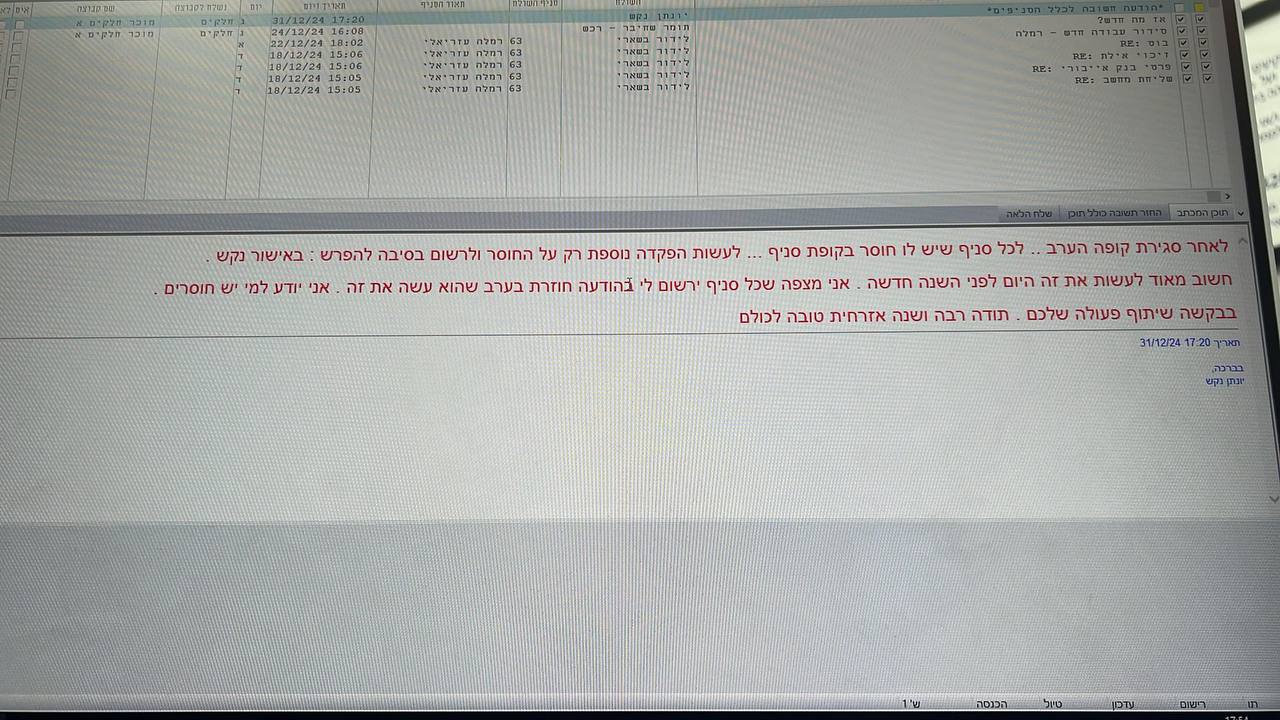 השולח סניף השולח תאור הסניף תאריך ויום יום נשלח לקבוצה שם קבוצה
*הודעה חשובה לכלל הסניפים* יונתן נקש 31/12/24 17:20 ג חלקים מוכר חלקים א
אז מה חדש? תומר שחיבר - רכש 24/12/24 16:08 ג חלקים מוכר חלקים א
סידור עבודה חדש - רמלה לידור בשארי 63 רמלה עזריאלי 22/12/24 18:02 א
RE: בוס לידור בשארי 63 רמלה עזריאלי 18/12/24 15:06 ד
RE: זיכוי אילת לידור בשארי 63 רמלה עזריאלי 18/12/24 15:06 ד
RE: פרטי בנק אייבורי לידור בשארי 63 רמלה עזריאלי 18/12/24 15:05 ד
RE: שליחת מחשב לידור בשארי 63 רמלה עזריאלי 18/12/24 15:05 ד
תוכן המכתב החזר תשובה כולל תוכן שלח הלאה
לאחר סגירת קופה הערב .. לכל סניף שיש לו חוסר בקופת סניף ... לעשות הפקדה נוספת רק על החוסר ולרשום בסיבה להפרש : באישור נקש .
חשוב מאוד לעשות את זה היום לפני השנה חדשה . אני מצפה שכל סניף ירשום לי בהודעה חוזרת בערב שהוא עשה את זה . אני יודע למי יש חוסרים .
בבקשה שיתוף פעולה שלכם . תודה רבה ושנה אזרחית טובה לכולם
תאריך 31/12/24 17:20
בברכה,
יונתן נקש
תו רישום עדכון טיול הכנסה ש'1